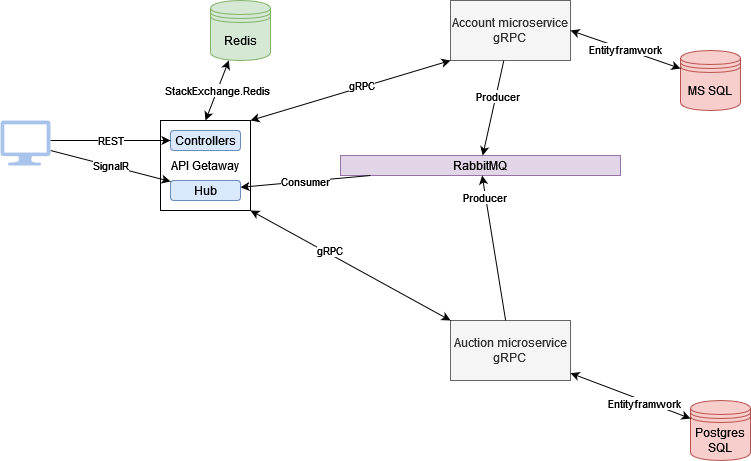 Redis
Account microservice
gRPC
Entityframwork
MS SQL
StackExchange.Redis
gRPC
Producer
REST
Controllers
API Getaway
SignalR
Hub
Consumer
RabbitMQ
Producer
gRPC
Auction microservice
gRPC
Entityframwork
Postgres
SQL